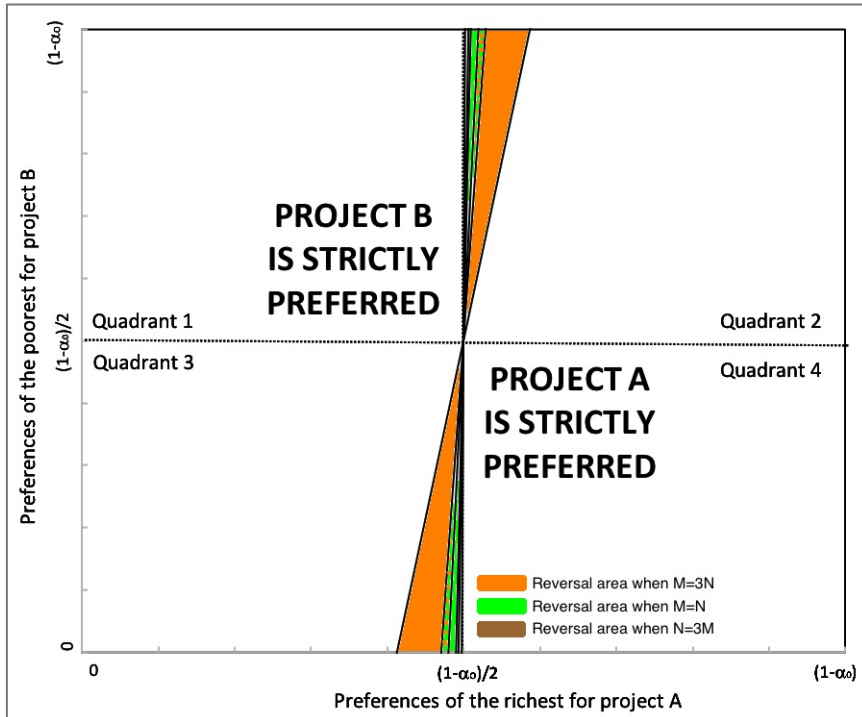 (1-α₀)
PROJECT B
IS STRICTLY
PREFERRED
Quadrant 1
Quadrant 2
(1-α₀)/2
Quadrant 3
Quadrant 4
PROJECT A
IS STRICTLY
PREFERRED
Preferences of the poorest for project B
Reversal area when M=3N
Reversal area when M=N
Reversal area when N=3M
0
0
(1-α₀)/2
(1-α₀)
Preferences of the richest for project A